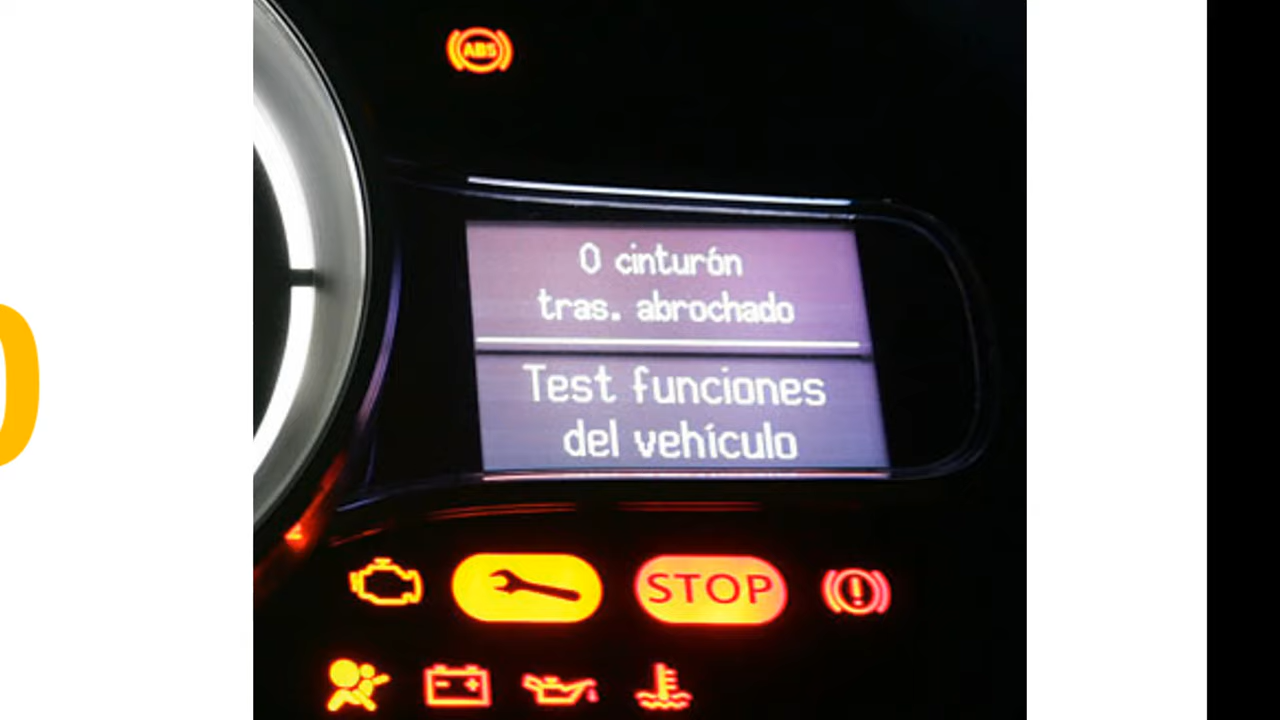 ABS
0 cinturón
tras. abrochado
Test funciones
del vehículo
STOP